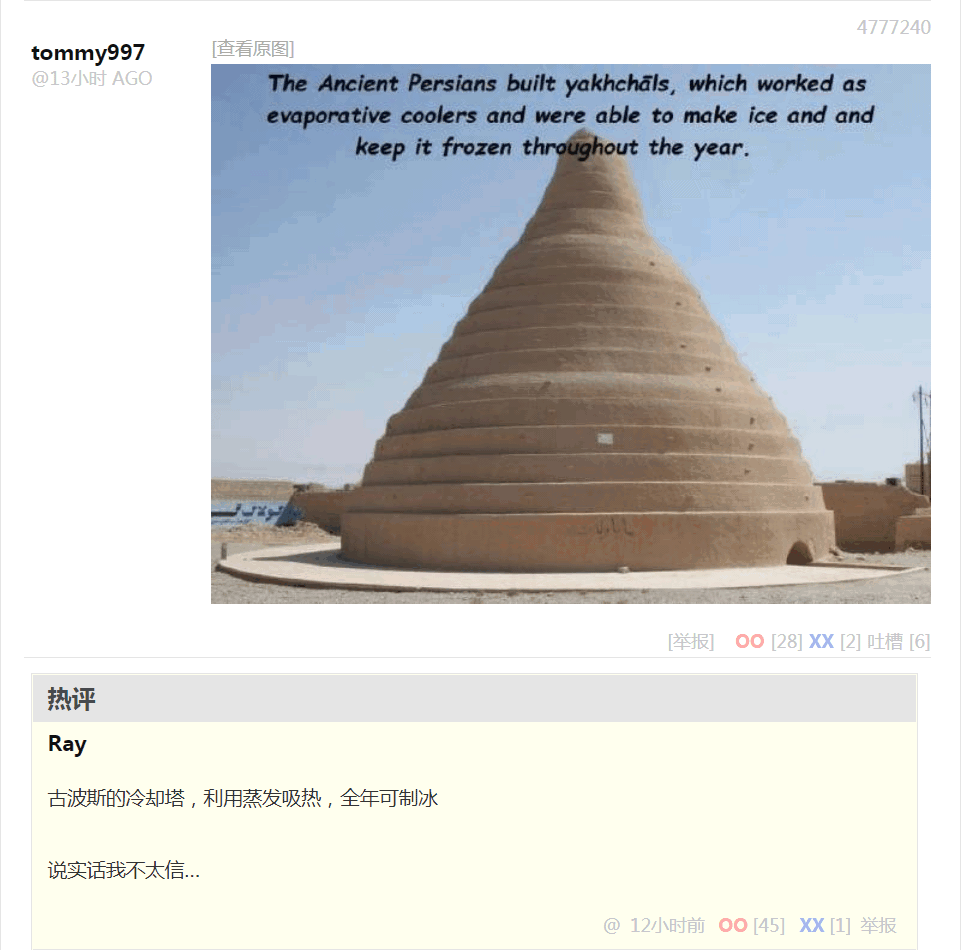 4777240
tommy997
@13小时 AGO
[查看原图]
The Ancient Persians built yakhchāls, which worked as
evaporative coolers and were able to make ice and and
keep it frozen throughout the year.
[举报] OO [28] XX [2] 吐槽 [6]
热评
Ray
古波斯的冷却塔，利用蒸发吸热，全年可制冰
说实话我不太信...
@ 12小时前 OO [45] XX [1] 举报